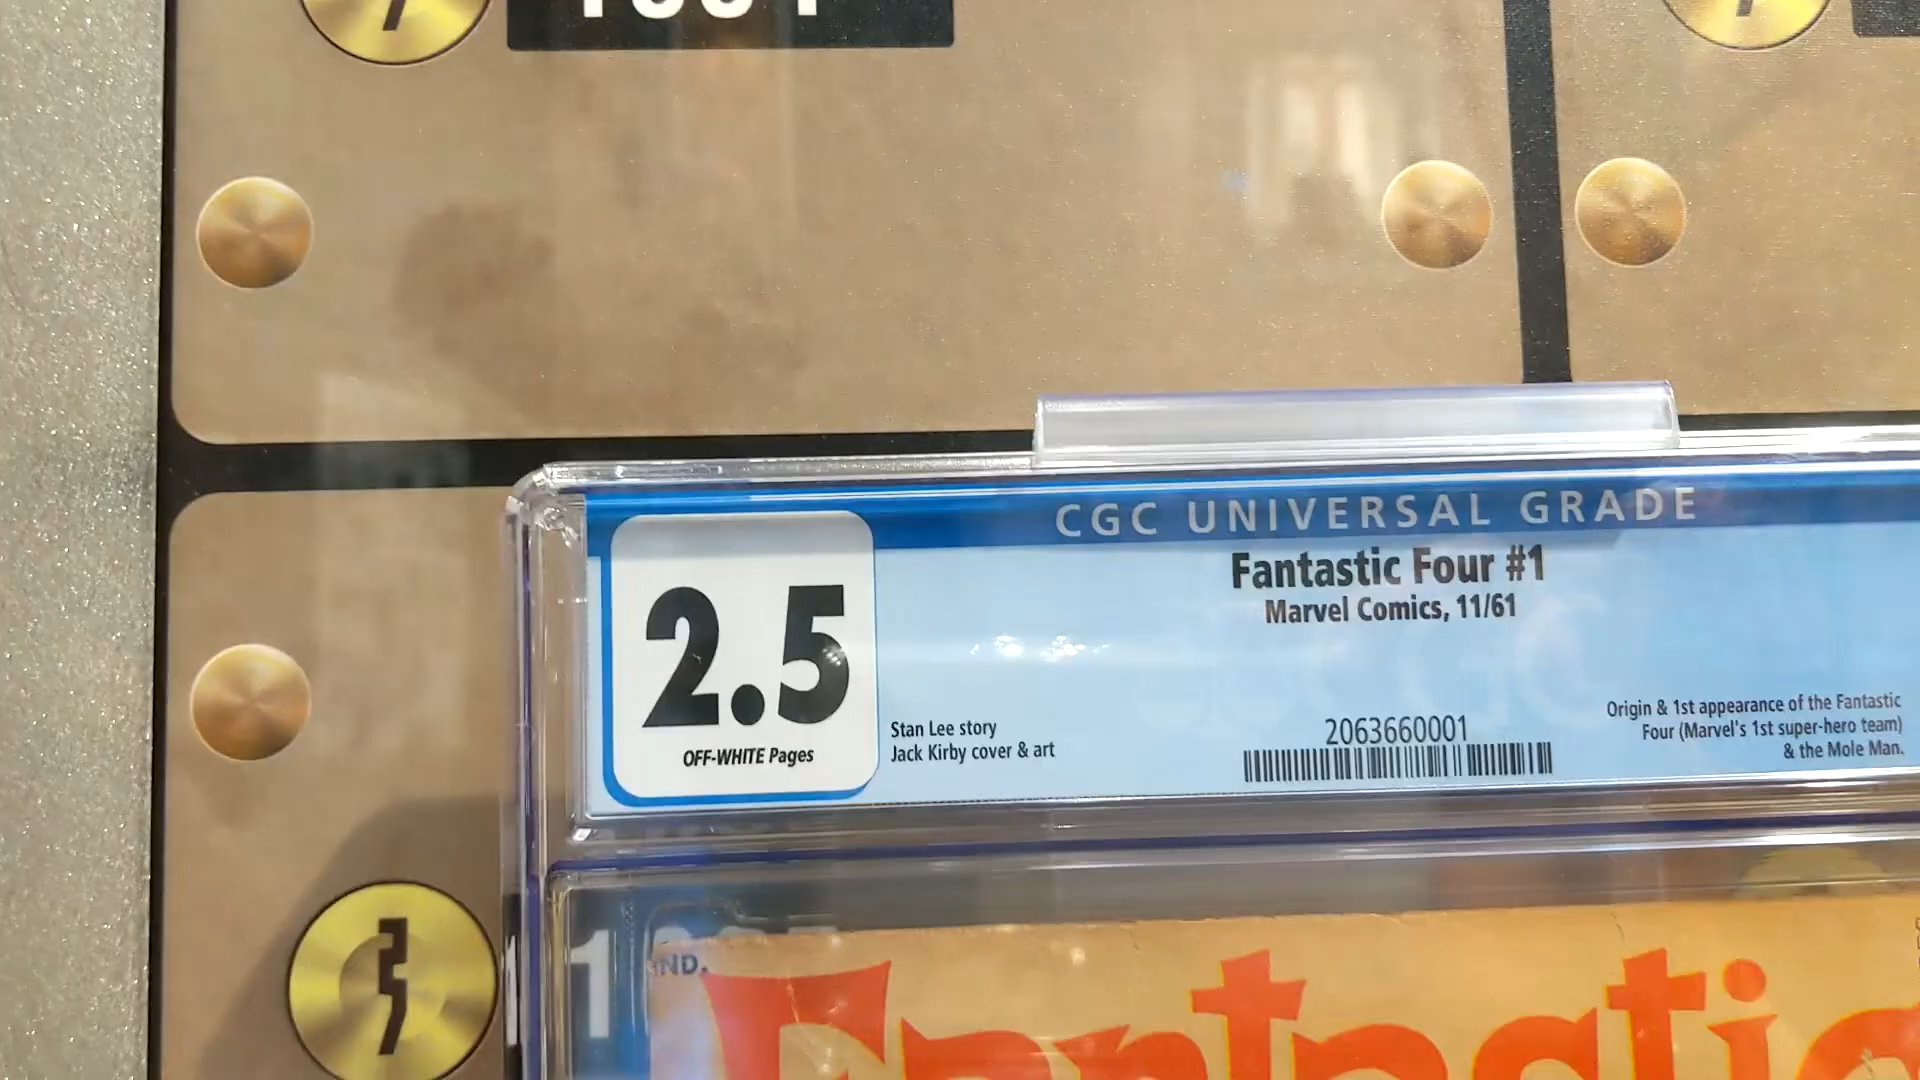 CGC UNIVERSAL GRADE
Fantastic Four #1
Marvel Comics, 11/61
2.5
OFF-WHITE Pages
Stan Lee story
Jack Kirby cover & art
2063660001
Origin & 1st appearance of the Fantastic
Four (Marvel's 1st super-hero team)
& the Mole Man.
IND.
Fantastic